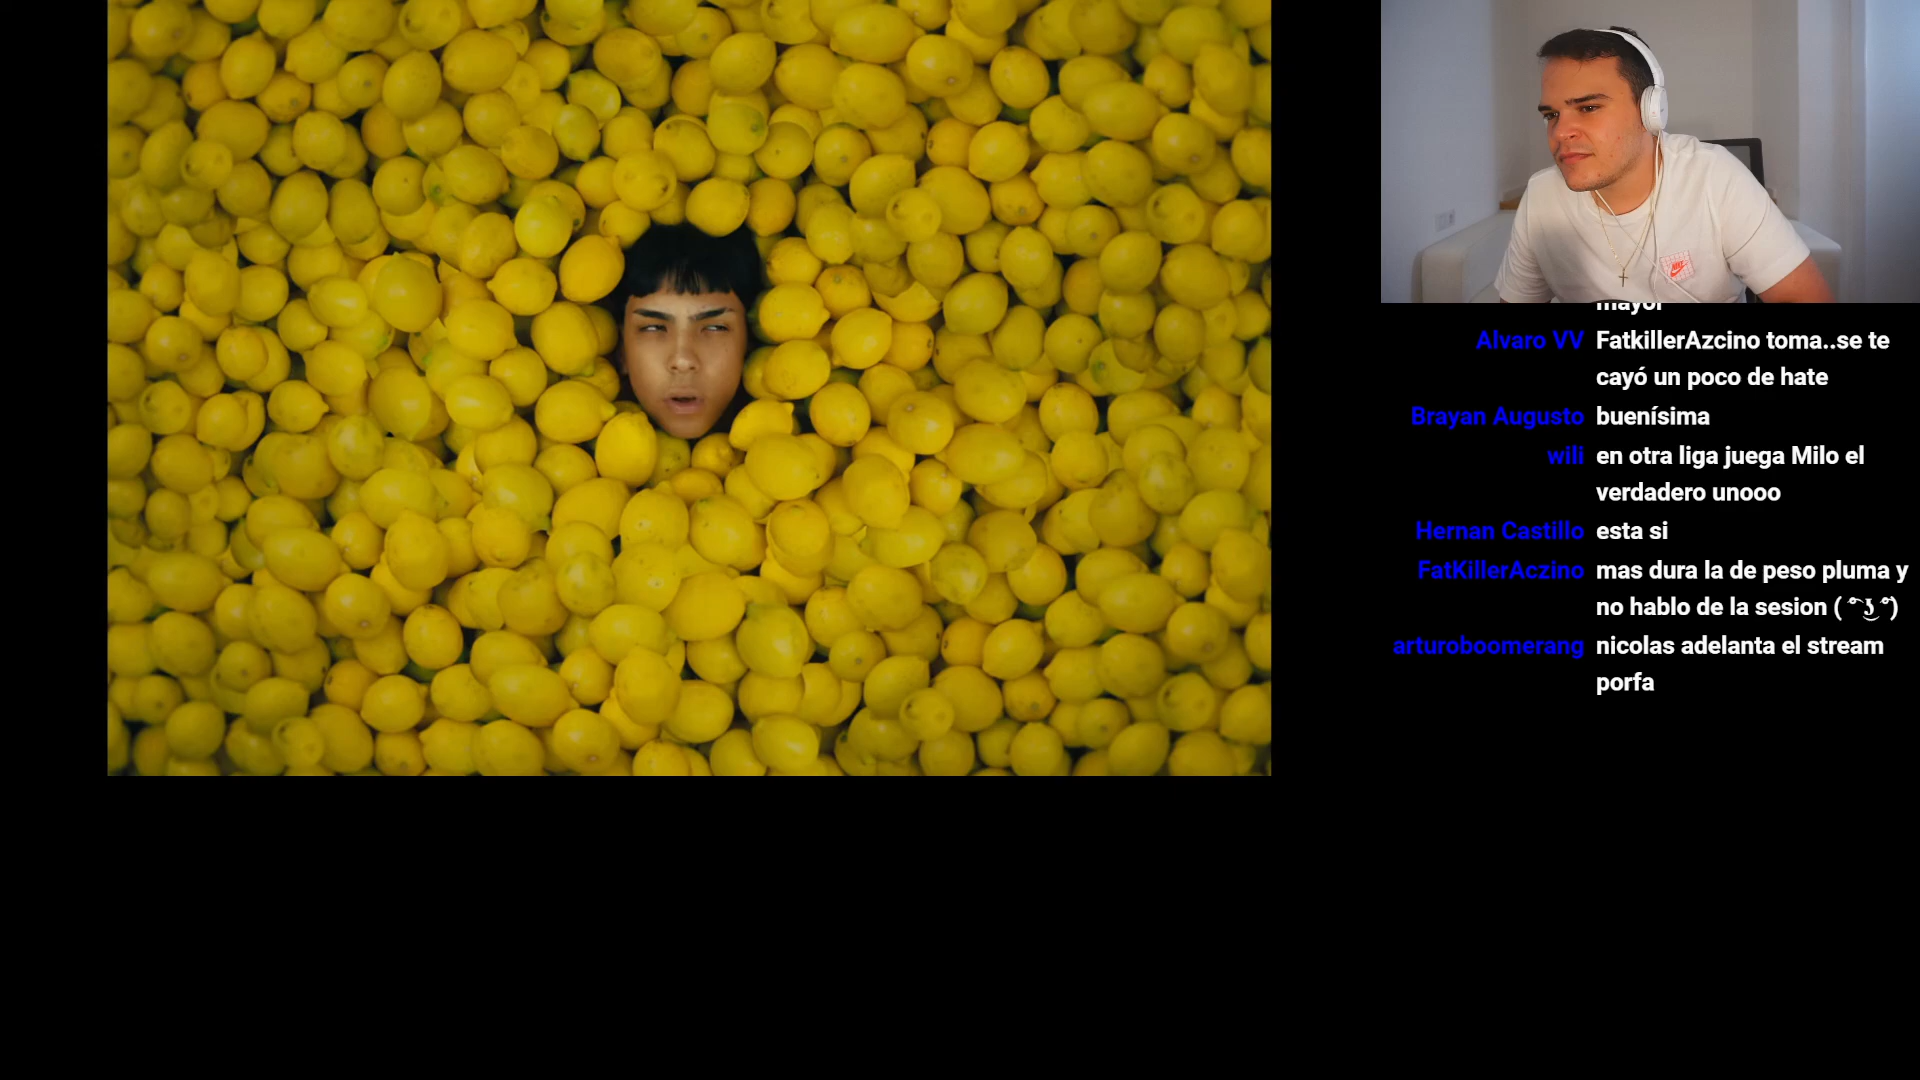 mayor
Alvaro VV FatkillerAzcino toma..se te
cayó un poco de hate
Brayan Augusto buenísima
wili en otra liga juega Milo el
verdadero unooo
Hernan Castillo esta si
FatKillerAczino mas dura la de peso pluma y
no hablo de la sesion ( ͡° ͜ʖ ͡°)
arturoboomerang nicolas adelanta el stream
porfa